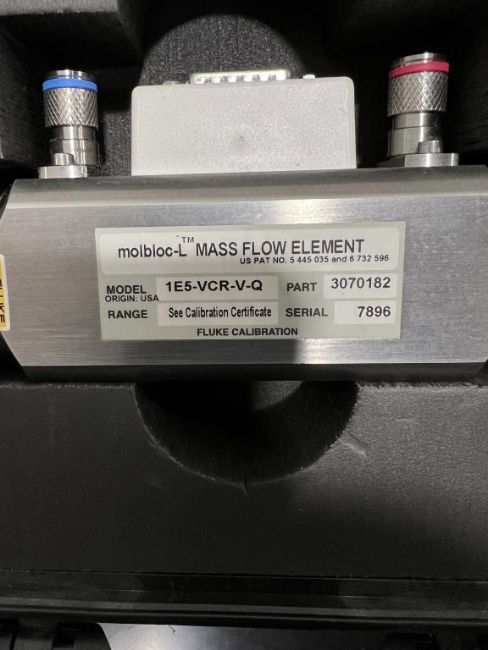 molbloc-L™ MASS FLOW ELEMENT
US PAT NO. 5 445 035 and 6 732 596
MODEL 1E5-VCR-V-Q PART 3070182
ORIGIN: USA
RANGE See Calibration Certificate SERIAL 7896
FLUKE CALIBRATION
FLUKE